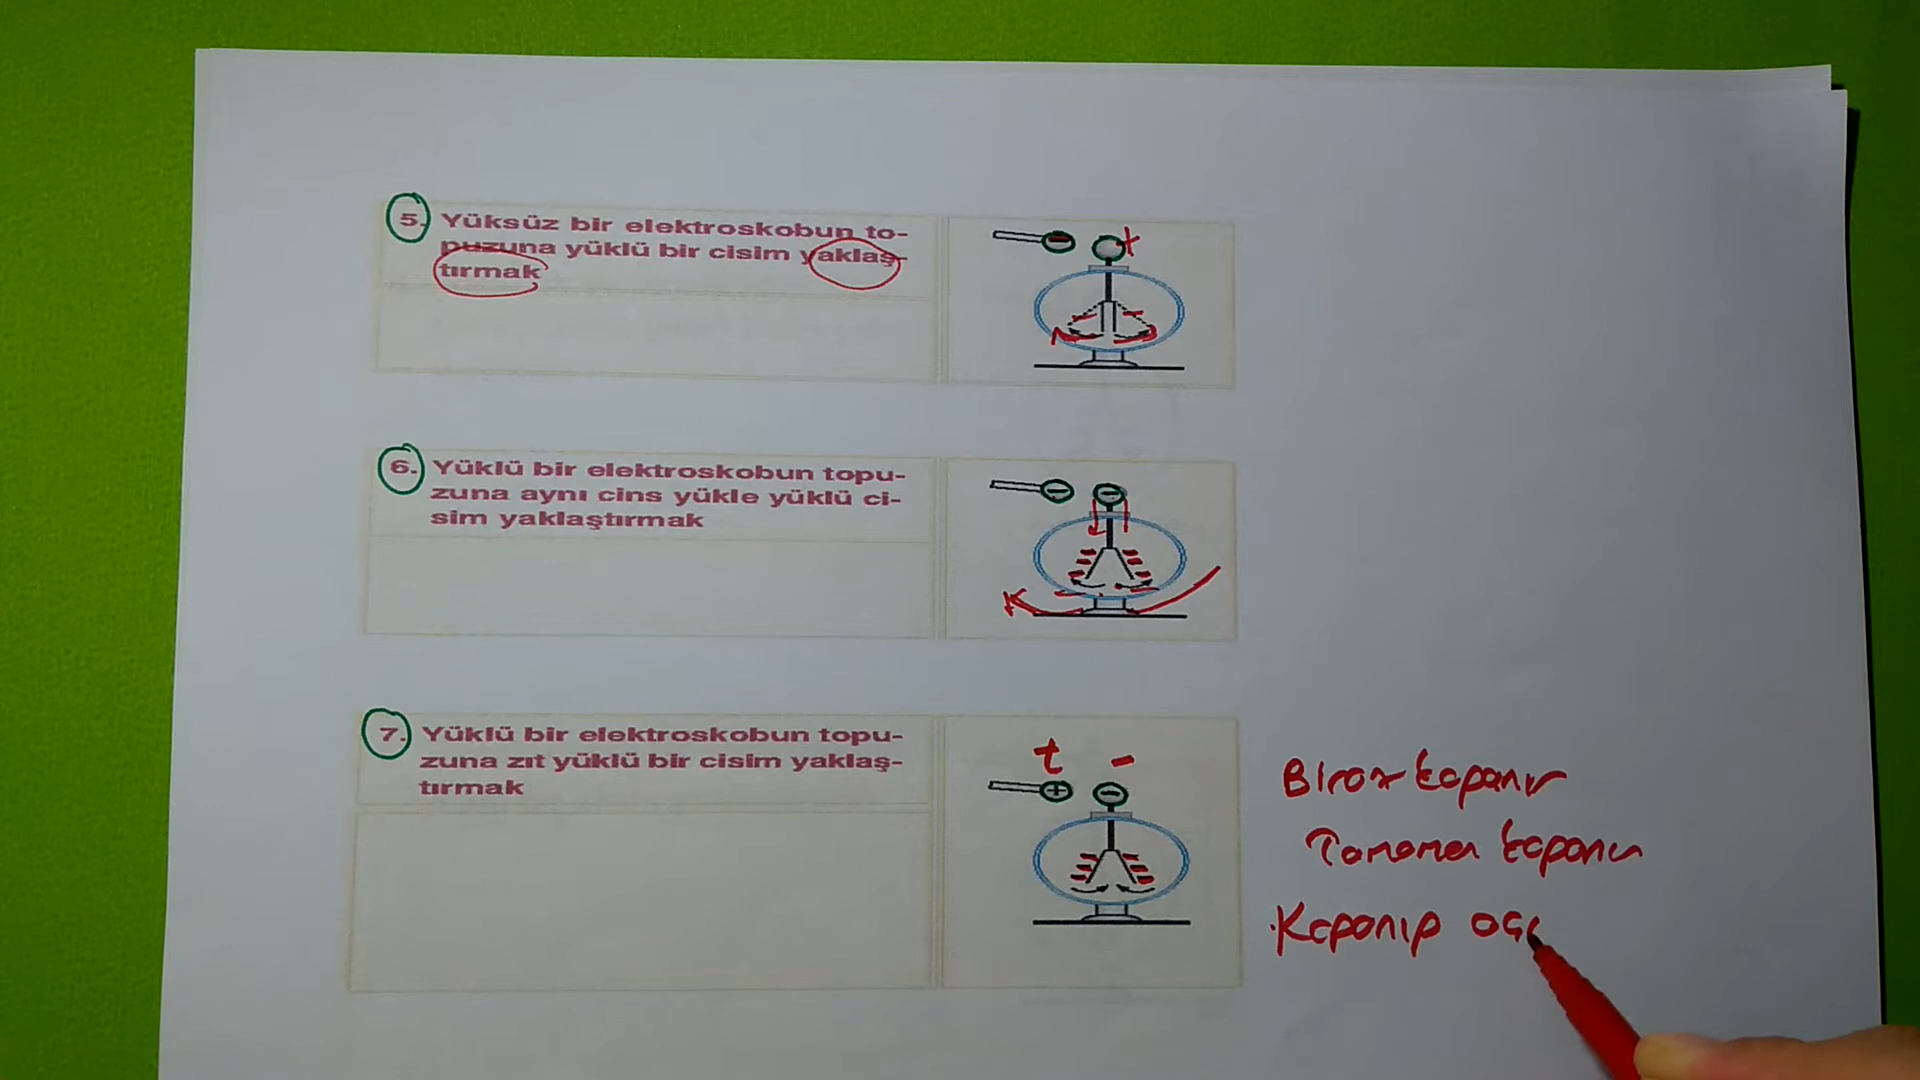 5. Yüksüz bir elektroskobun to-
puzuna yüklü bir cisim yaklaş-
tırmak
+
6. Yüklü bir elektroskobun topu-
zuna aynı cins yükle yüklü ci-
sim yaklaştırmak
- -
7. Yüklü bir elektroskobun topu-
zuna zıt yüklü bir cisim yaklaş-
tırmak
+ -
+ -
Biraz kapanır
Tamamen kapanır
Kapanıp aç